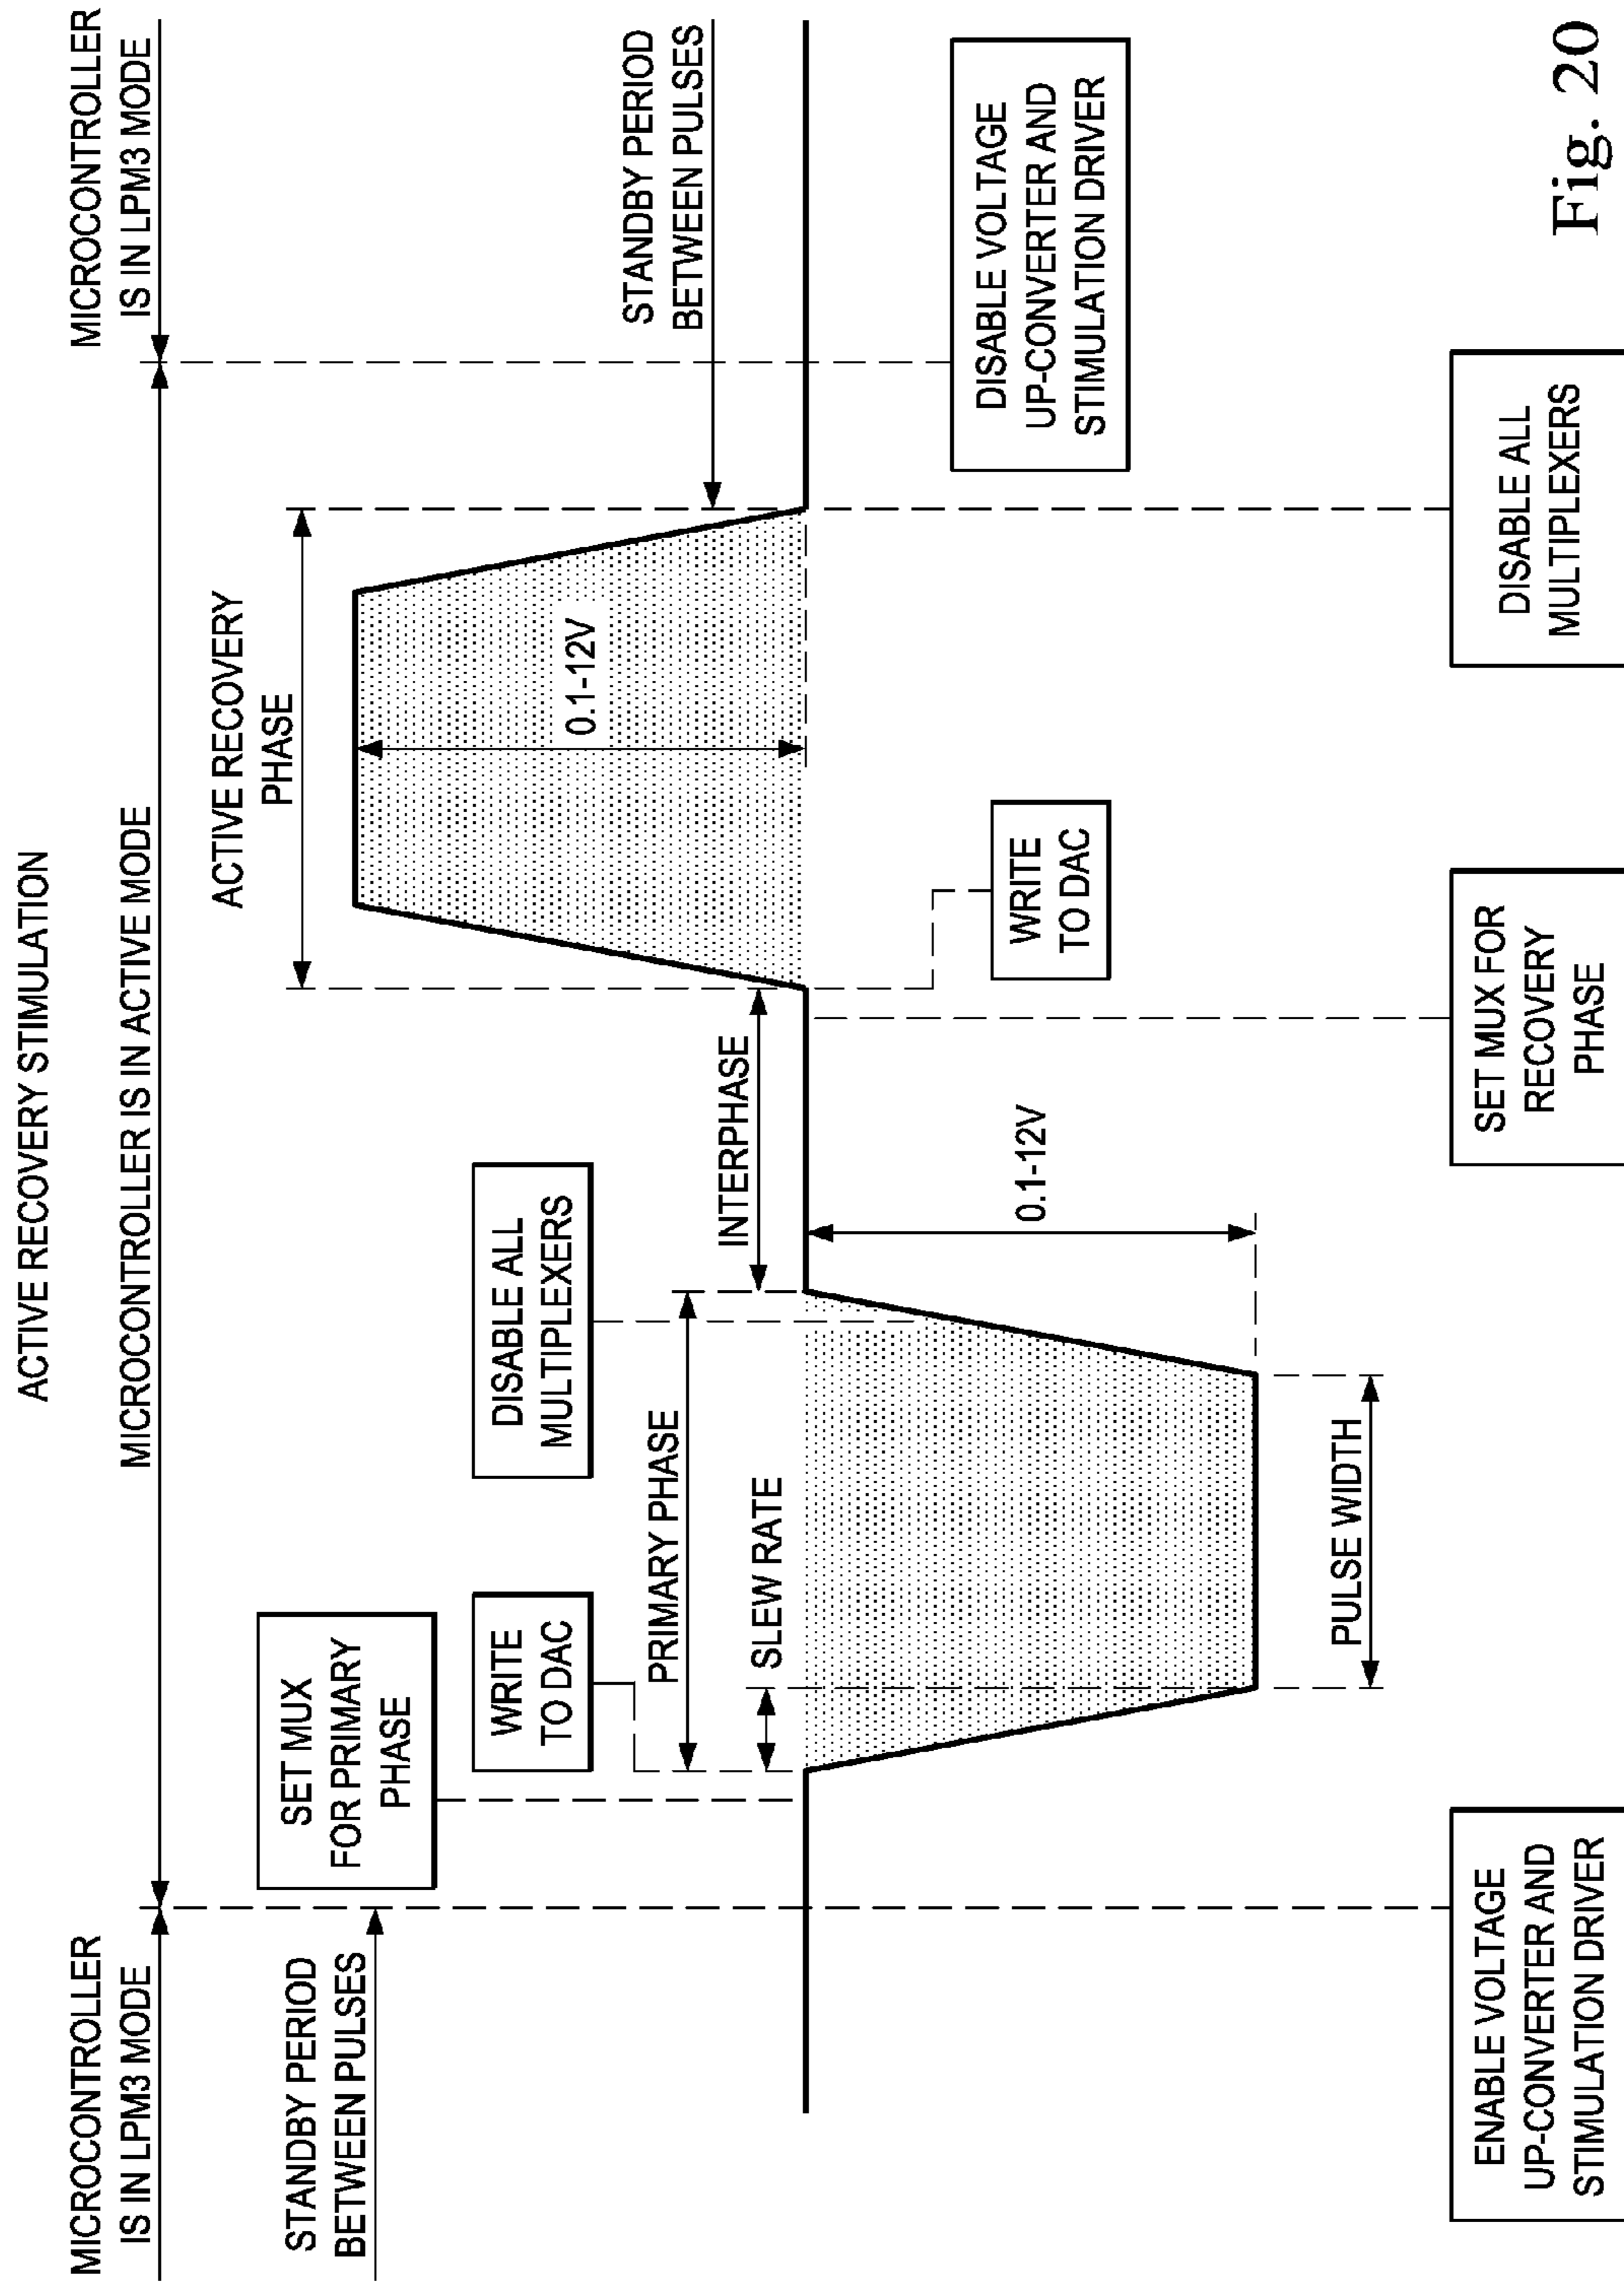 ACTIVE RECOVERY STIMULATION
MICROCONTROLLER
IS IN LPM3 MODE
MICROCONTROLLER IS IN ACTIVE MODE
MICROCONTROLLER
IS IN LPM3 MODE
STANDBY PERIOD
BETWEEN PULSES
SET MUX
FOR PRIMARY
PHASE
ACTIVE RECOVERY
PHASE
WRITE
TO DAC
DISABLE ALL
MULTIPLEXERS
PRIMARY PHASE
SLEW RATE
INTERPHASE
0.1-12V
STANDBY PERIOD
BETWEEN PULSES
0.1-12V
WRITE
TO DAC
DISABLE VOLTAGE
UP-CONVERTER AND
STIMULATION DRIVER
PULSE WIDTH
ENABLE VOLTAGE
UP-CONVERTER AND
STIMULATION DRIVER
SET MUX FOR
RECOVERY
PHASE
DISABLE ALL
MULTIPLEXERS
Fig. 20